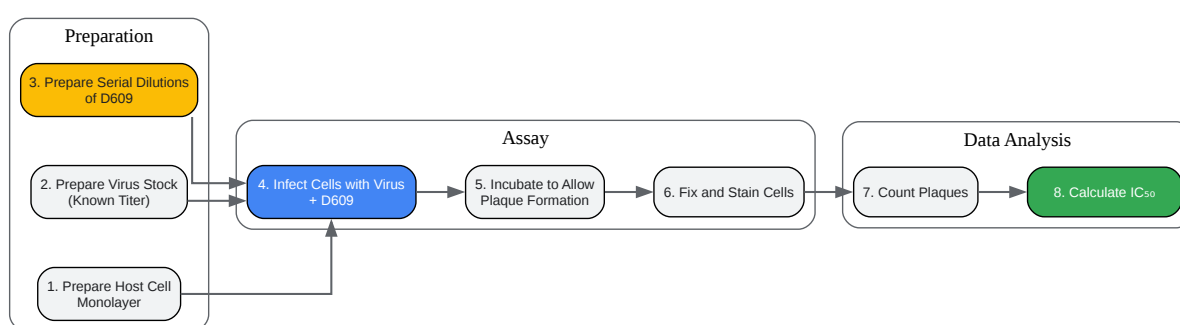 Preparation
3. Prepare Serial Dilutions
of D609
2. Prepare Virus Stock
(Known Titer)
1. Prepare Host Cell
Monolayer
Assay
4. Infect Cells with Virus
+ D609
5. Incubate to Allow
Plaque Formation
6. Fix and Stain Cells
Data Analysis
7. Count Plaques
8. Calculate IC₅₀